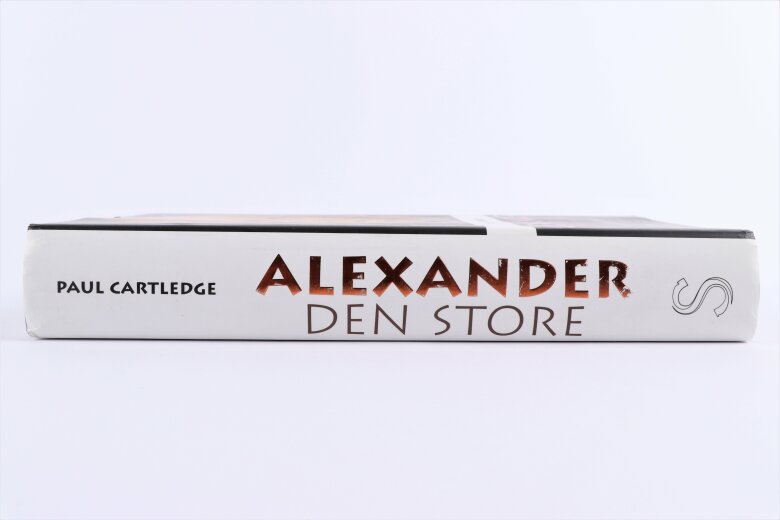 PAUL CARTLEDGE
ALEXANDER
DEN STORE
S